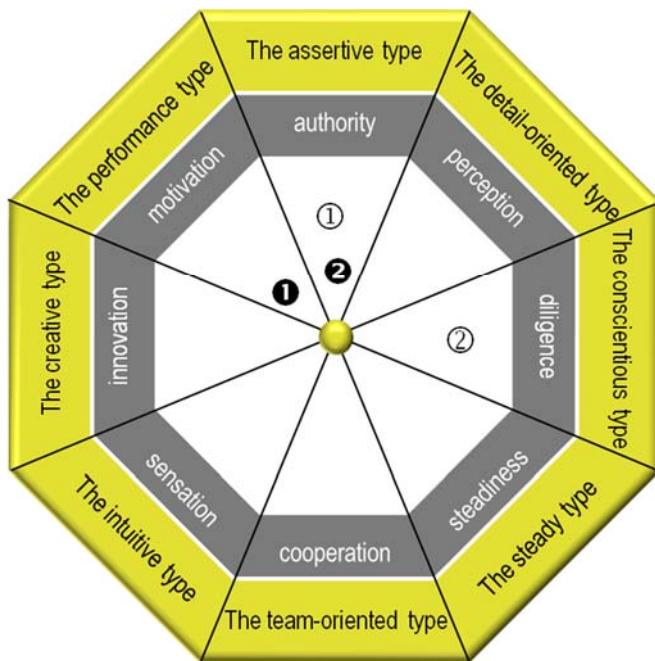 The assertive type
authority
The detail-oriented type
perception
The conscientious type
diligence
The steady type
steadiness
The team-oriented type
cooperation
The intuitive type
sensation
The creative type
innovation
The performance type
motivation
①
❶
❷
②